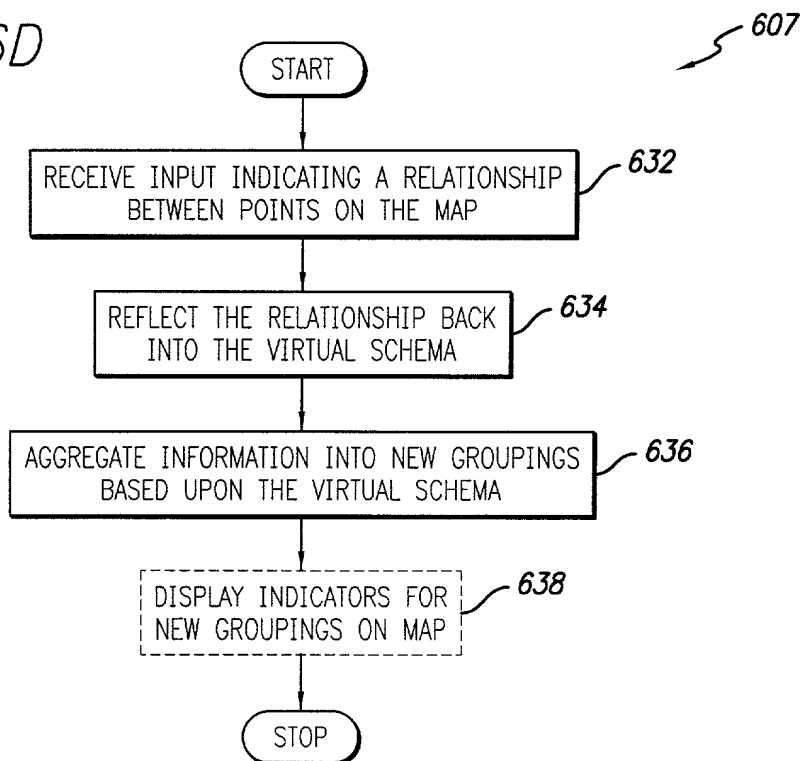 6D
607
START
632
RECEIVE INPUT INDICATING A RELATIONSHIP
BETWEEN POINTS ON THE MAP
634
REFLECT THE RELATIONSHIP BACK
INTO THE VIRTUAL SCHEMA
636
AGGREGATE INFORMATION INTO NEW GROUPINGS
BASED UPON THE VIRTUAL SCHEMA
638
DISPLAY INDICATORS FOR
NEW GROUPINGS ON MAP
STOP